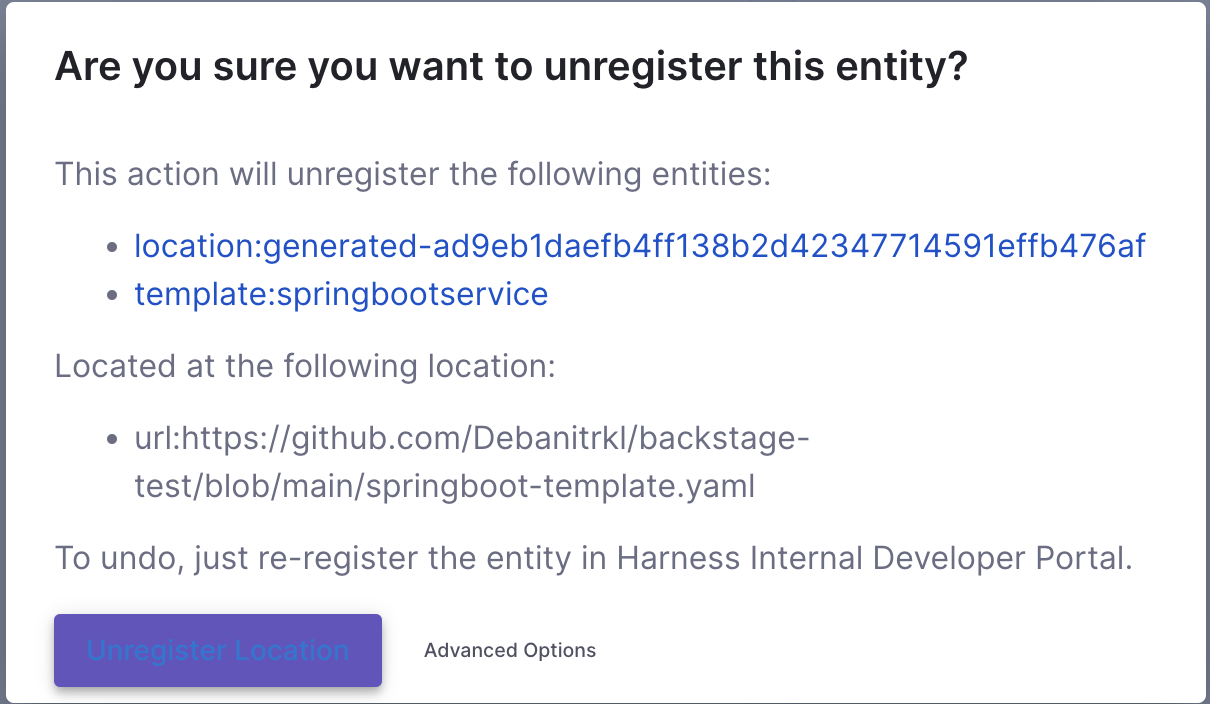 Are you sure you want to unregister this entity?
This action will unregister the following entities:
• location:generated-ad9eb1daefb4ff138b2d42347714591effb476af
• template:springbootservice
Located at the following location:
• url:https://github.com/Debanitrkl/backstage-
test/blob/main/springboot-template.yaml
To undo, just re-register the entity in Harness Internal Developer Portal.
Unregister Location Advanced Options